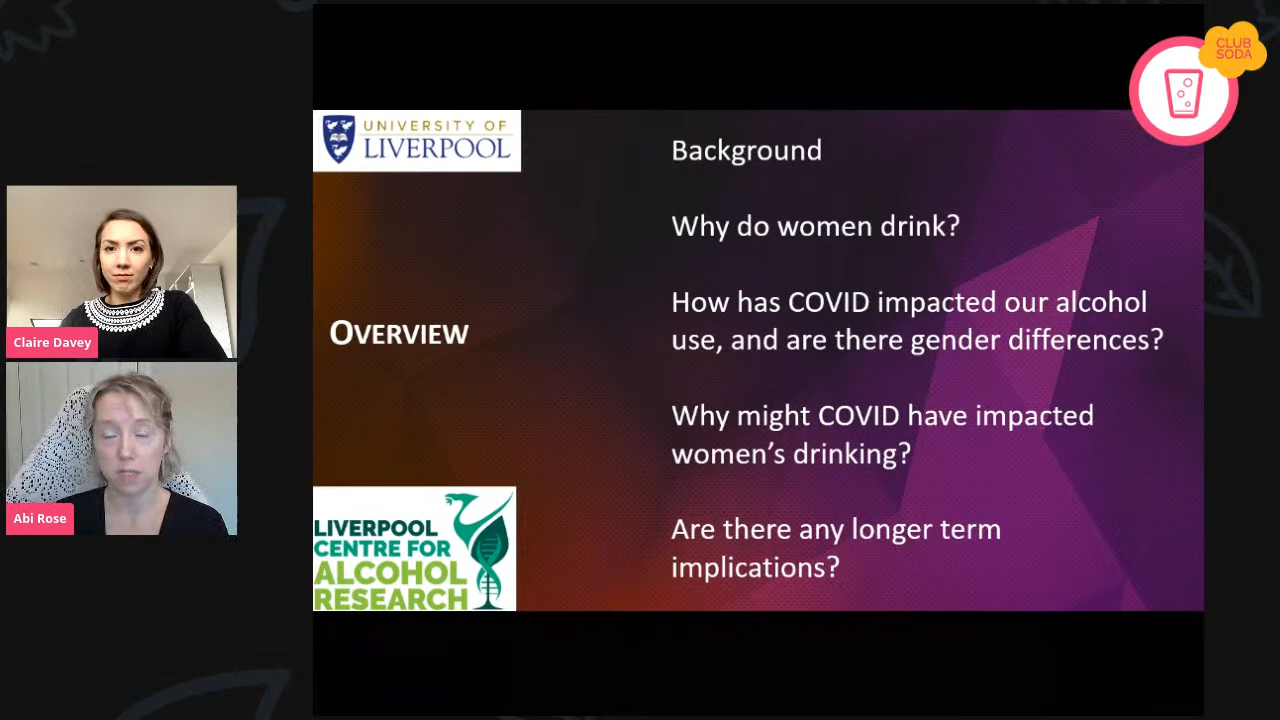 CLUB
SODA
UNIVERSITY OF
LIVERPOOL
Background
Why do women drink?
How has COVID impacted our alcohol
use, and are there gender differences?
OVERVIEW
Why might COVID have impacted
women's drinking?
Are there any longer term
implications?
LIVERPOOL
CENTRE FOR
ALCOHOL
RESEARCH
Claire Davey
Abi Rose